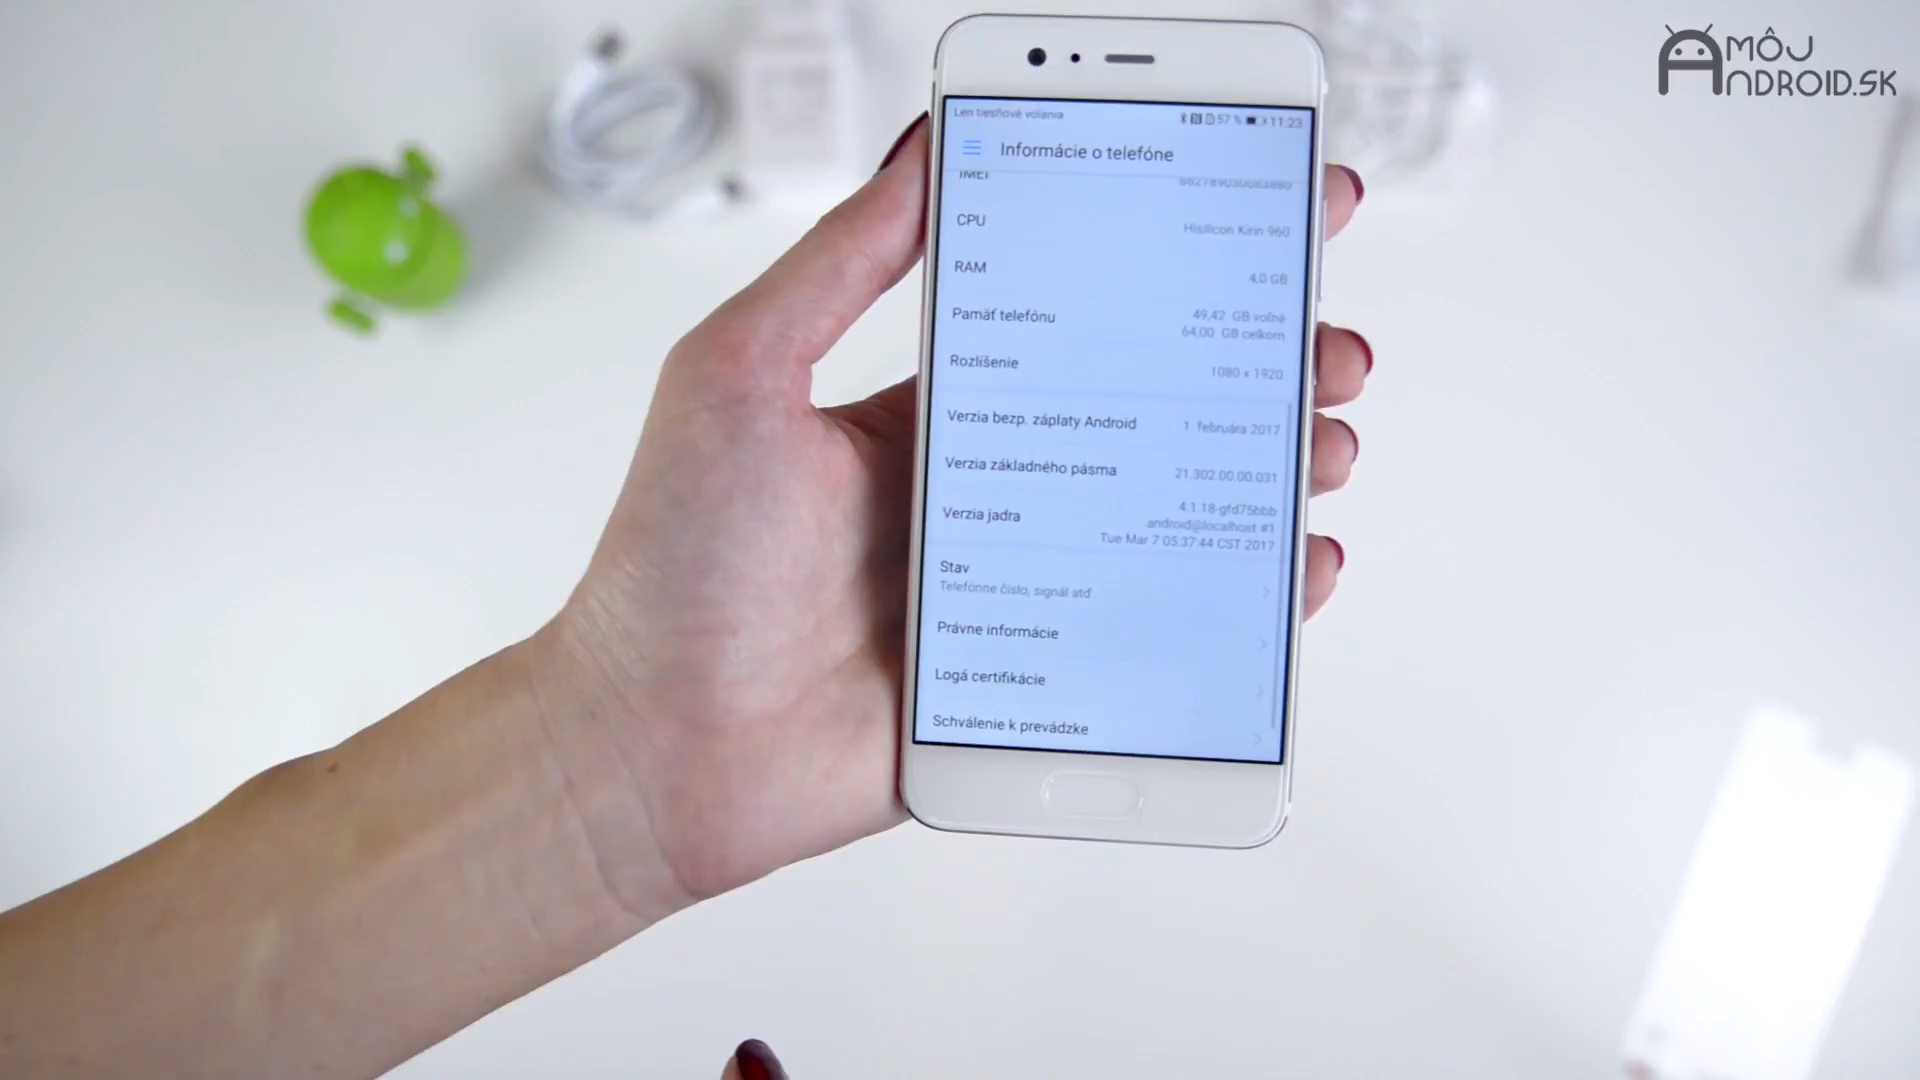 MÔJ
ANDROID.SK
Len tiesňové volania
57 % 11:23
Informácie o telefóne
IMEI
CPU
Hisilicon Kirin 960
RAM
4,0 GB
Pamäť telefónu
49,42 GB voľné
64,00 GB celkom
Rozlíšenie
1080 x 1920
Verzia bezp. záplaty Android
1. februára 2017
Verzia základného pásma
21.302.00.00.031
Verzia jadra
4.1.18-gfd75bbb
android@localhost #1
Tue Mar 7 05:37:44 CST 2017
Stav
Telefónne číslo, signál atď.
Právne informácie
Logá certifikácie
Schválenie k prevádzke